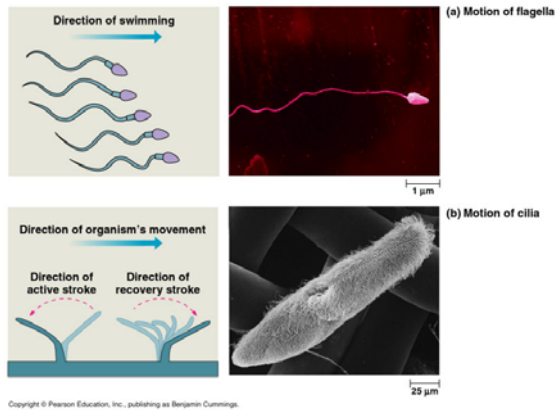 Direction of swimming
(a) Motion of flagella
1 µm
Direction of organism's movement
Direction of
active stroke
Direction of
recovery stroke
(b) Motion of cilia
25 µm
Copyright © Pearson Education, Inc., publishing as Benjamin Cummings.